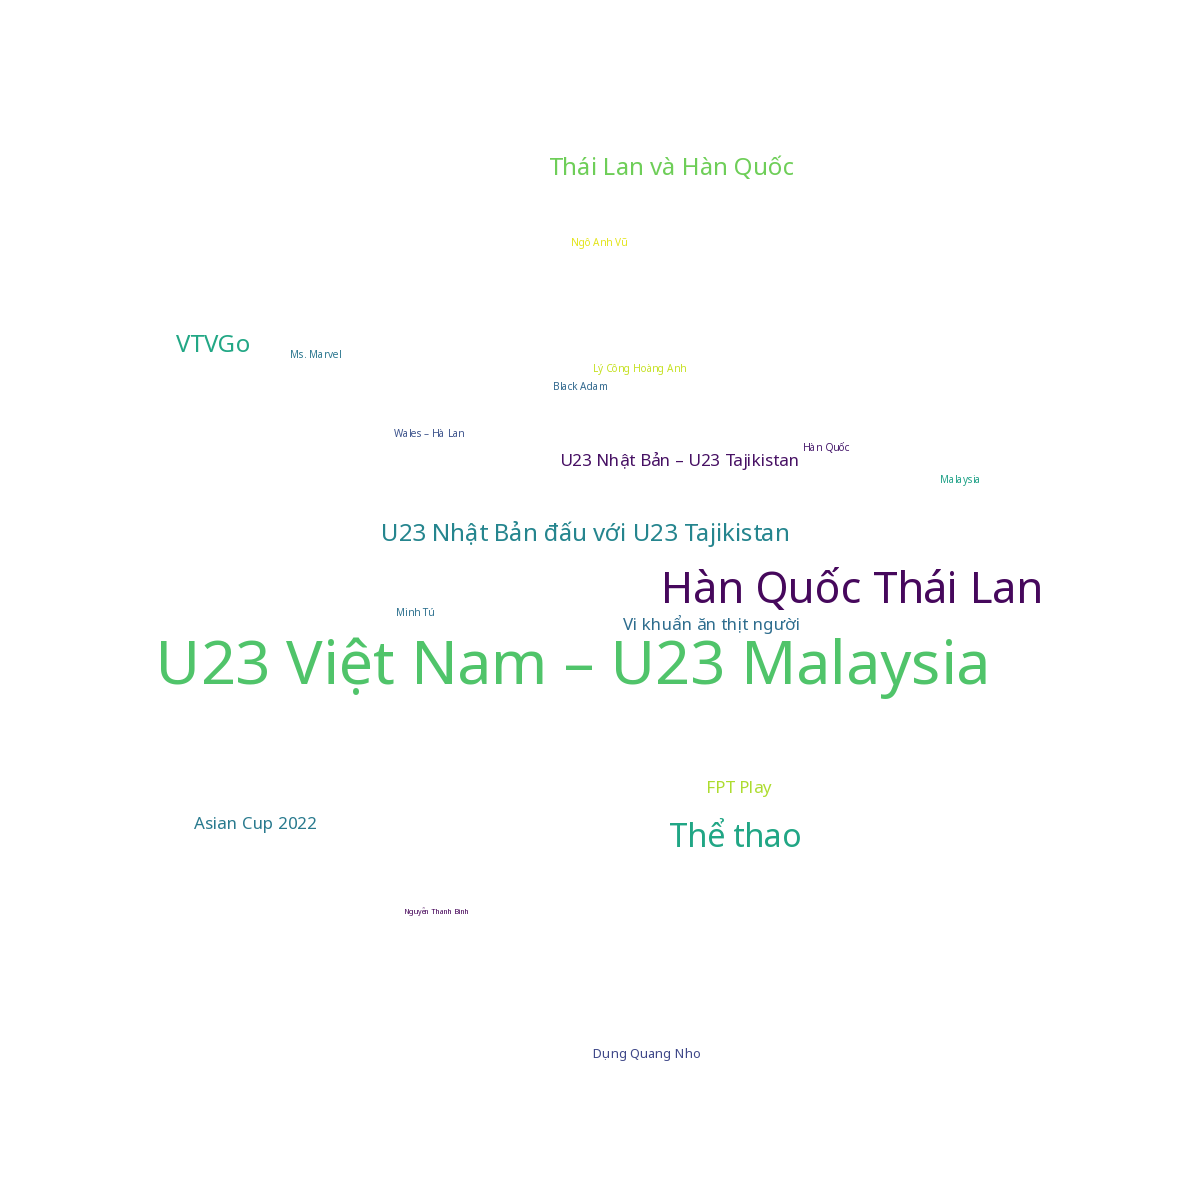 Thái Lan và Hàn Quốc
Ngô Anh Vũ
VTVGo
Ms. Marvel
Lý Công Hoàng Anh
Black Adam
Wales – Hà Lan
Hàn Quốc
U23 Nhật Bản – U23 Tajikistan
Malaysia
U23 Nhật Bản đấu với U23 Tajikistan
Hàn Quốc Thái Lan
Minh Tú
Vi khuẩn ăn thịt người
U23 Việt Nam – U23 Malaysia
FPT Play
Asian Cup 2022
Thể thao
Nguyễn Thanh Bình
Dụng Quang Nho